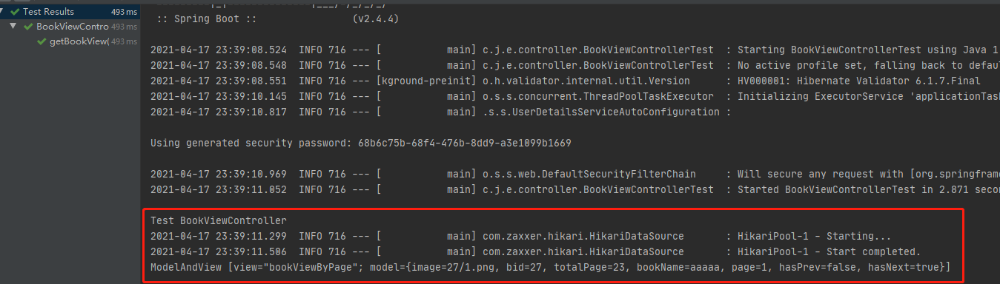 Test Results 493 ms
BookViewContro 493 ms
getBookView( 493 ms
:: Spring Boot :: (v2.4.4)
2021-04-17 23:39:08.524 INFO 716 --- [ main] c.j.e.controller.BookViewControllerTest : Starting BookViewControllerTest using Java 1
2021-04-17 23:39:08.548 INFO 716 --- [ main] c.j.e.controller.BookViewControllerTest : No active profile set, falling back to defau
2021-04-17 23:39:08.551 INFO 716 --- [kground-preinit] o.h.validator.internal.util.Version : HV000001: Hibernate Validator 6.1.7.Final
2021-04-17 23:39:10.145 INFO 716 --- [ main] o.s.s.concurrent.ThreadPoolTaskExecutor : Initializing ExecutorService 'applicationTask
2021-04-17 23:39:10.817 INFO 716 --- [ main] .s.s.UserDetailsServiceAutoConfiguration :
Using generated security password: 68b6c75b-68f4-476b-8dd9-a3e1099b1669
2021-04-17 23:39:10.969 INFO 716 --- [ main] o.s.s.web.DefaultSecurityFilterChain : Will secure any request with [org.springfram
2021-04-17 23:39:11.052 INFO 716 --- [ main] c.j.e.controller.BookViewControllerTest : Started BookViewControllerTest in 2.871 secon
Test BookViewController
2021-04-17 23:39:11.299 INFO 716 --- [ main] com.zaxxer.hikari.HikariDataSource : HikariPool-1 - Starting...
2021-04-17 23:39:11.506 INFO 716 --- [ main] com.zaxxer.hikari.HikariDataSource : HikariPool-1 - Start completed.
ModelAndView [view="bookViewByPage"; model={image=27/1.png, bid=27, totalPage=23, bookName=aaaaa, page=1, hasPrev=false, hasNext=true}]